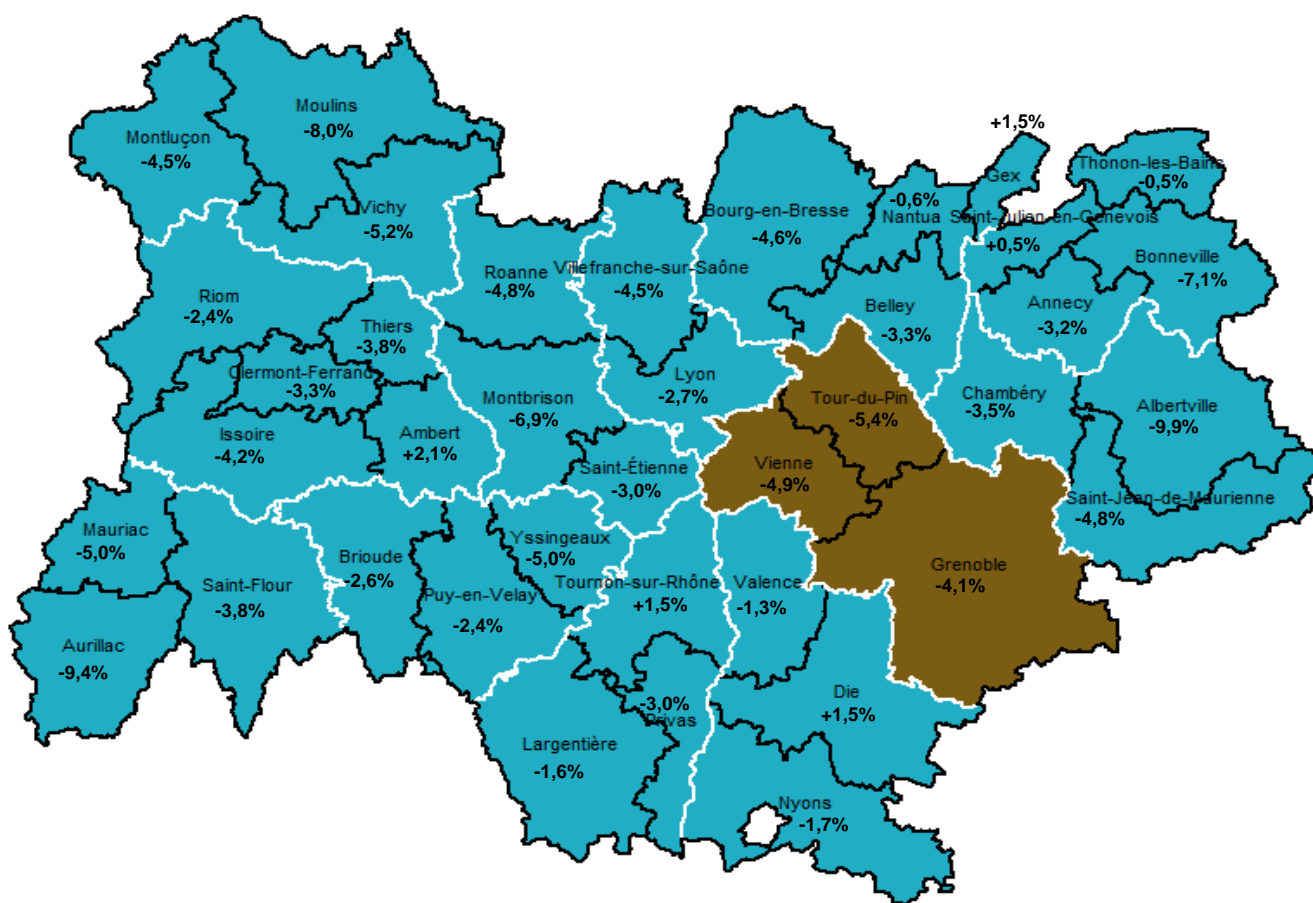 Moulins
-8,0%
Montluçon
-4,5%
Vichy
-5,2%
+1,5%
Gex
Thonon-les-Bains
-0,5%
Bourg-en-Bresse
-4,6%
-0,6%
Nantua
Saint-Julien-en-Genevois
+0,5%
Bonneville
-7,1%
Roanne
-4,8%
Villefranche-sur-Saône
-4,5%
Riom
-2,4%
Thiers
-3,8%
Belley
-3,3%
Annecy
-3,2%
Clermont-Ferrand
-3,3%
Lyon
-2,7%
Montbrison
-6,9%
Tour-du-Pin
-5,4%
Chambéry
-3,5%
Albertville
-9,9%
Issoire
-4,2%
Ambert
+2,1%
Saint-Étienne
-3,0%
Vienne
-4,9%
Saint-Jean-de-Maurienne
-4,8%
Mauriac
-5,0%
Brioude
-2,6%
Yssingeaux
-5,0%
Grenoble
-4,1%
Saint-Flour
-3,8%
Puy-en-Velay
-2,4%
Tournon-sur-Rhône
+1,5%
Valence
-1,3%
Aurillac
-9,4%
-3,0%
Privas
Die
+1,5%
Largentière
-1,6%
Nyons
-1,7%